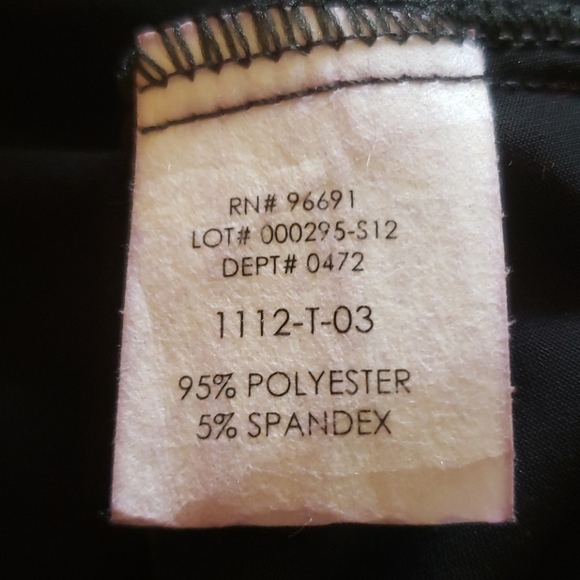 RN# 96691
LOT# 000295-S12
DEPT# 0472
1112-T-03
95% POLYESTER
5% SPANDEX